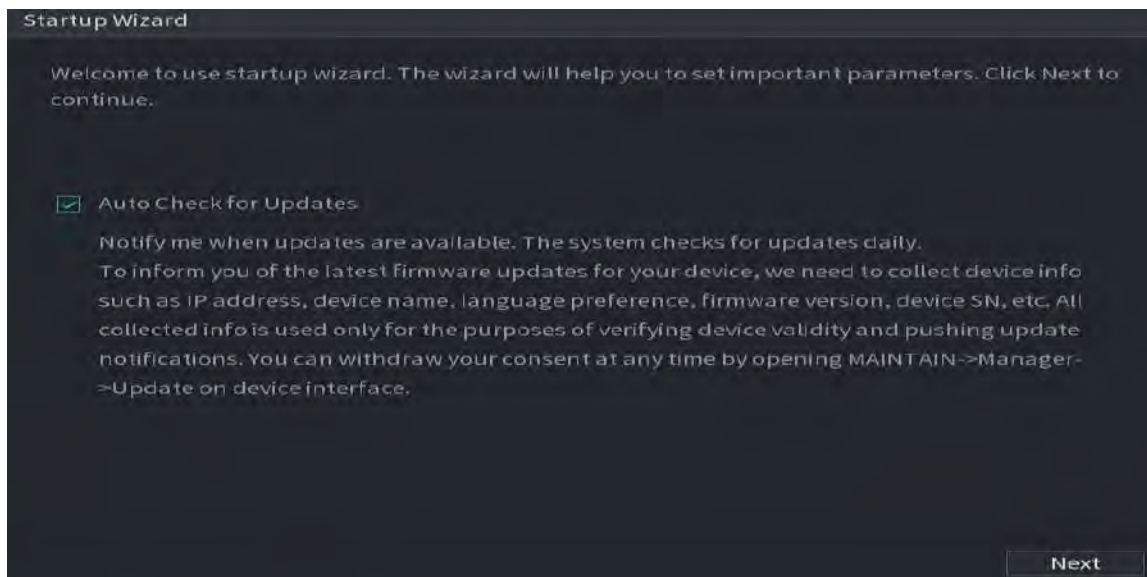 Startup Wizard
Welcome to use startup wizard. The wizard will help you to set important parameters. Click Next to
continue.
Auto Check for Updates
Notify me when updates are available. The system checks for updates daily.
To inform you of the latest firmware updates for your device, we need to collect device info
such as IP address, device name, language preference, firmware version, device SN, etc. All
collected info is used only for the purposes of verifying device validity and pushing update
notifications. You can withdraw your consent at any time by opening MAINTAIN->Manager-
>Update on device interface.
Next